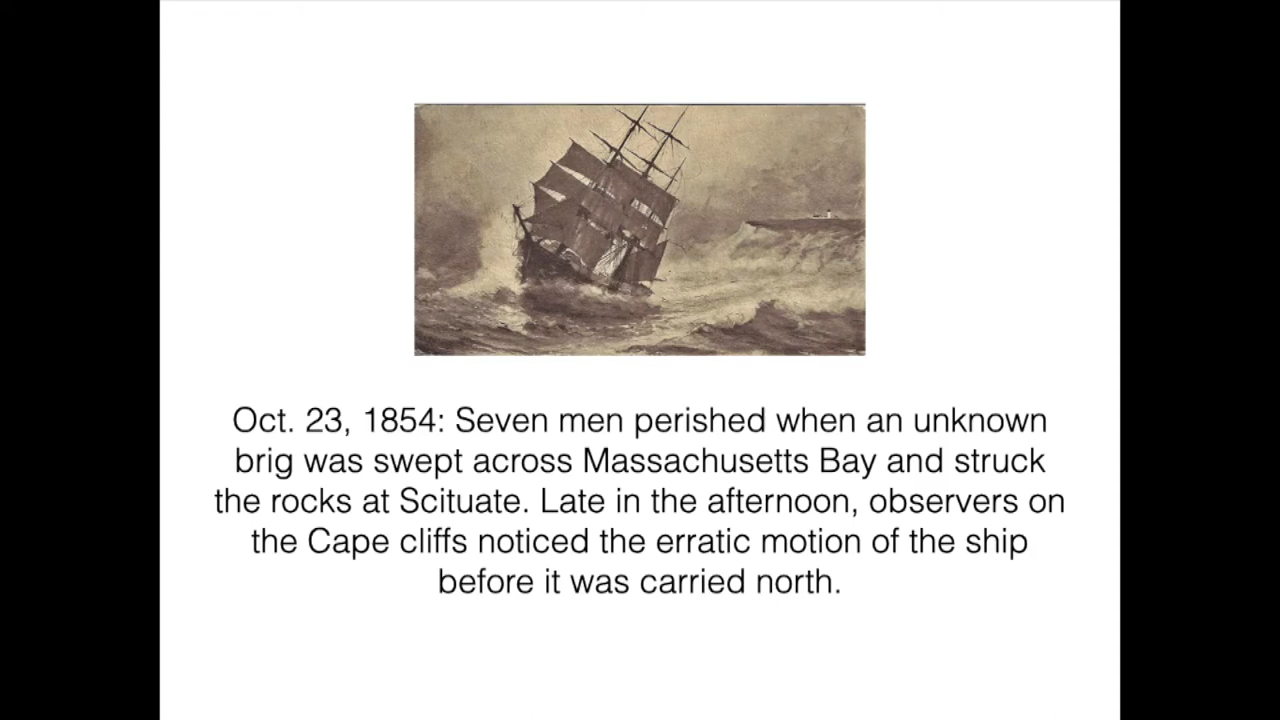 Oct. 23, 1854: Seven men perished when an unknown
brig was swept across Massachusetts Bay and struck
the rocks at Scituate. Late in the afternoon, observers on
the Cape cliffs noticed the erratic motion of the ship
before it was carried north.